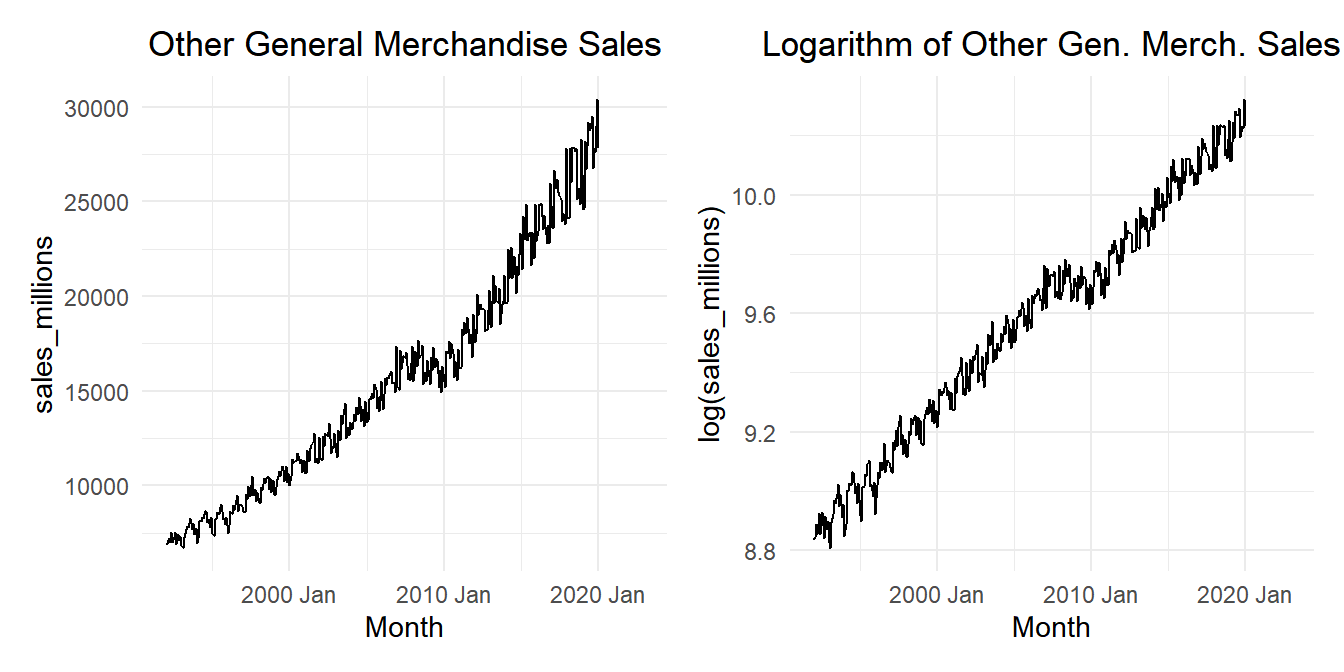 Other General Merchandise Sales
30000
25000
20000
15000
10000
sales_millions
2000 Jan
2010 Jan
2020 Jan
Month
Logarithm of Other Gen. Merch. Sales
10.0
9.6
9.2
8.8
log(sales_millions)
2000 Jan
2010 Jan
2020 Jan
Month